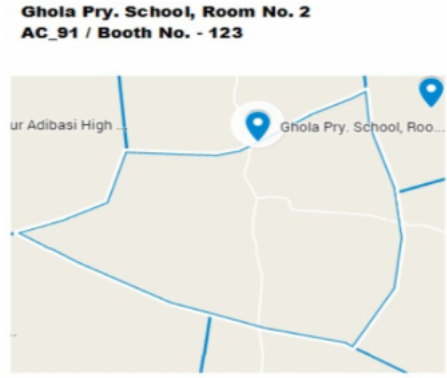 Ghola Pry. School, Room No. 2
AC_91 / Booth No. - 123
ur Adibasi High ...
Ghola Pry. School, Roo...
..